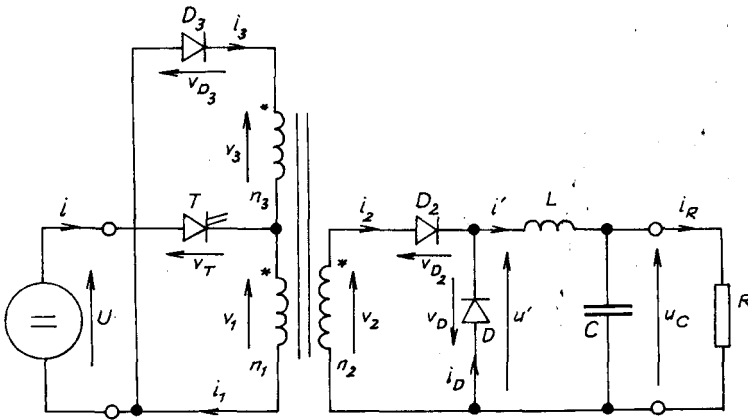 D3
i3
vD3
*
v3
n3
T
i
vT
U
=
*
v1
n1
i1
i2
D2
vD2
*
v2
n2
vD
D
iD
i'
L
u'
C
uC
iR
R